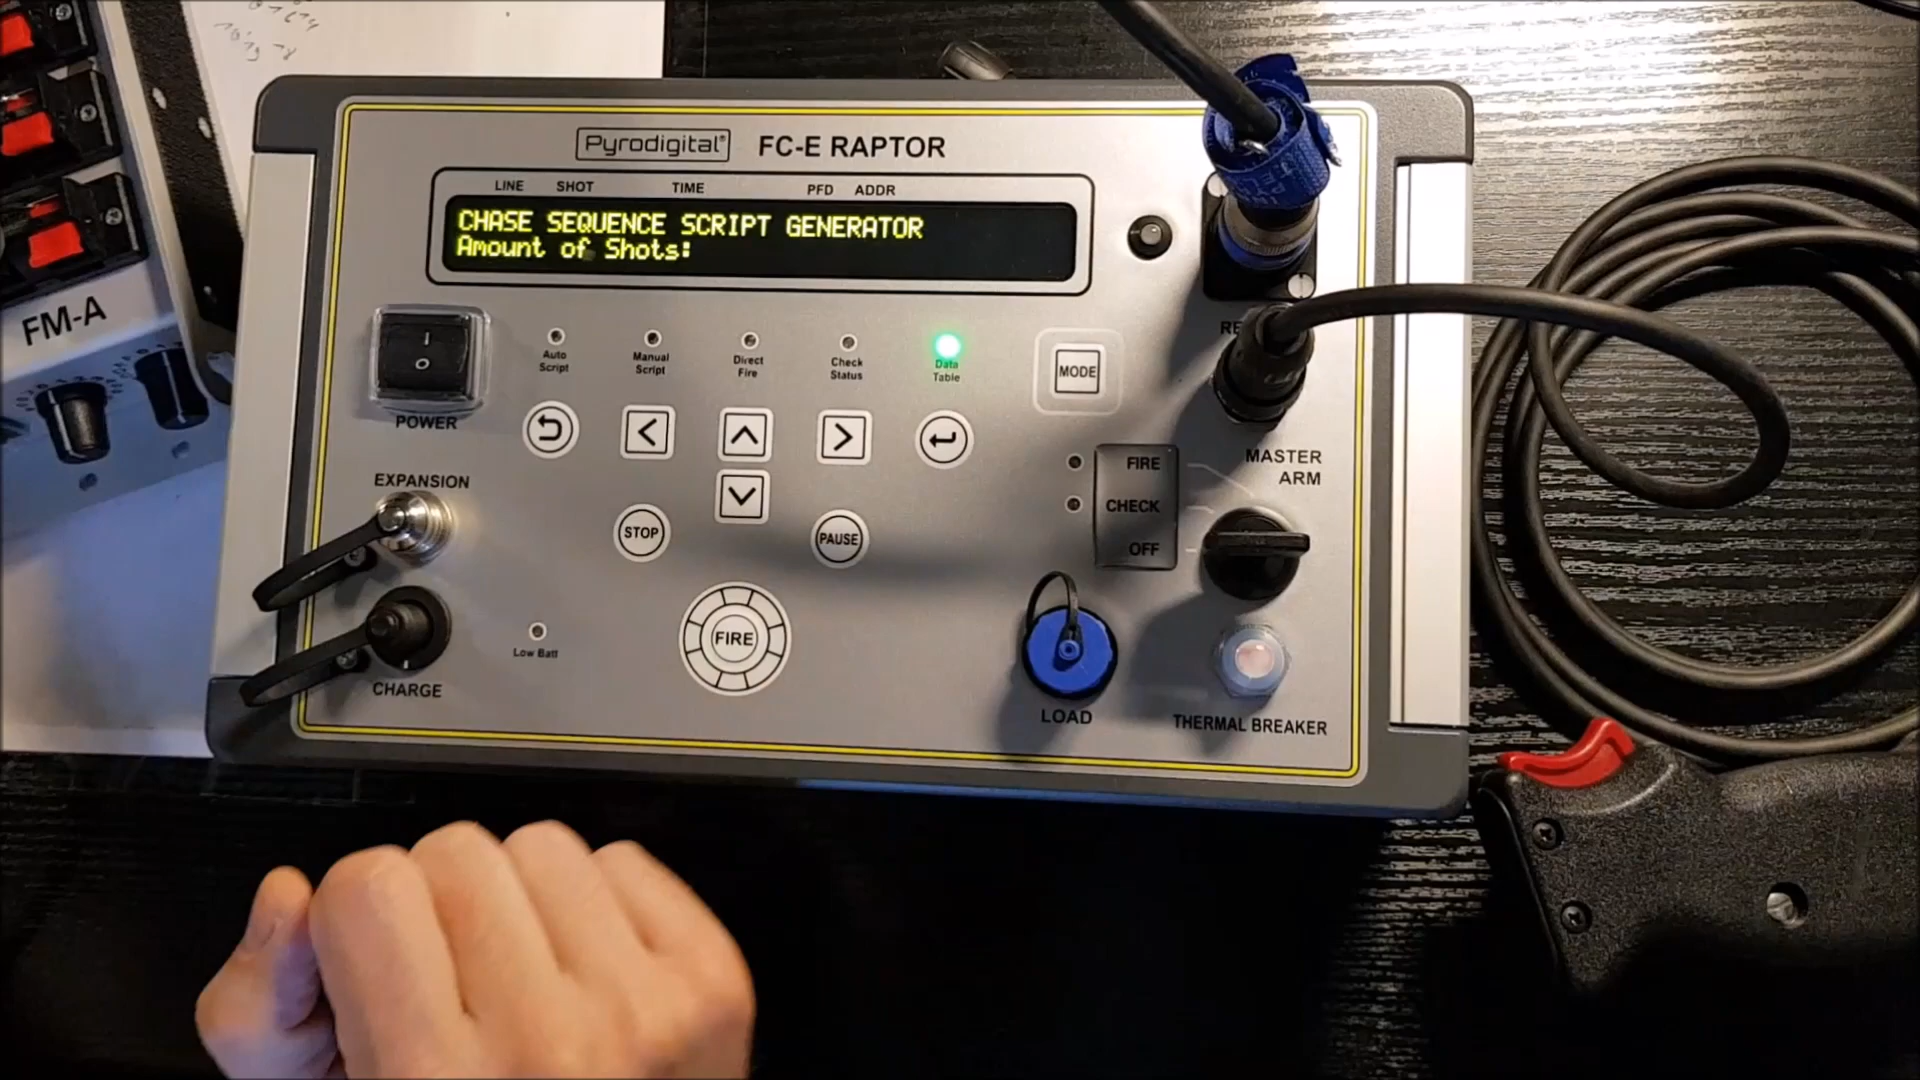 Pyrodigital® FC-E RAPTOR
LINE SHOT TIME PFD ADDR
CHASE SEQUENCE SCRIPT GENERATOR
Amount of Shots:
FM-A
I
O
POWER
Auto
Script
Manual
Script
Direct
Fire
Check
Status
Data
Table
MODE
EXPANSION
STOP
PAUSE
FIRE
CHECK
OFF
MASTER
ARM
CHARGE
Low Batt
FIRE
LOAD
THERMAL BREAKER